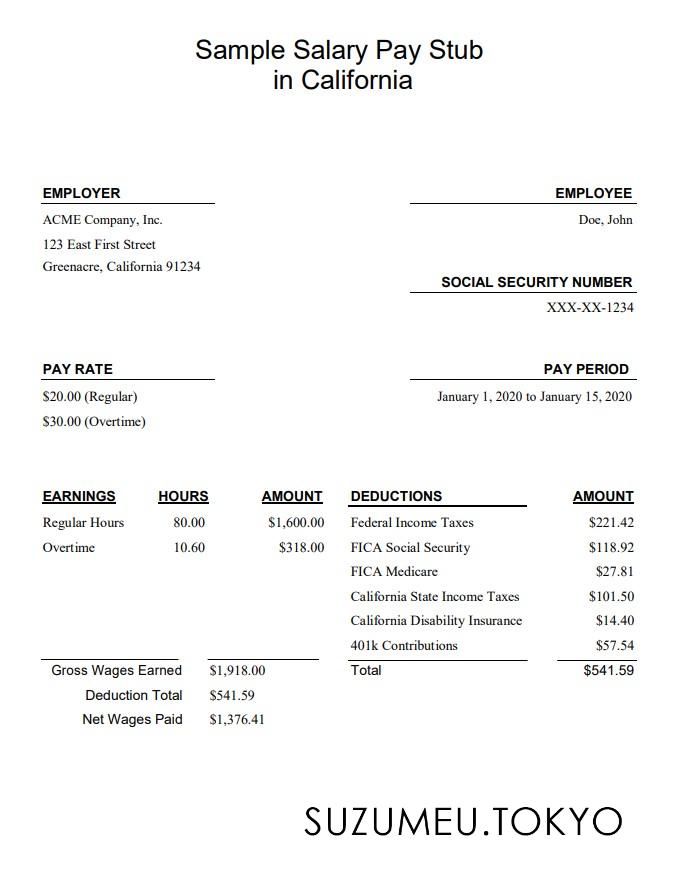 Sample Salary Pay Stub
in California
EMPLOYER
ACME Company, Inc.
123 East First Street
Greenacre, California 91234
EMPLOYEE
Doe, John
SOCIAL SECURITY NUMBER
XXX-XX-1234
PAY RATE
$20.00 (Regular)
$30.00 (Overtime)
PAY PERIOD
January 1, 2020 to January 15, 2020
EARNINGS HOURS AMOUNT
Regular Hours 80.00 $1,600.00
Overtime 10.60 $318.00
Gross Wages Earned $1,918.00
Deduction Total $541.59
Net Wages Paid $1,376.41
DEDUCTIONS AMOUNT
Federal Income Taxes $221.42
FICA Social Security $118.92
FICA Medicare $27.81
California State Income Taxes $101.50
California Disability Insurance $14.40
401k Contributions $57.54
Total $541.59
SUZUMEU.TOKYO